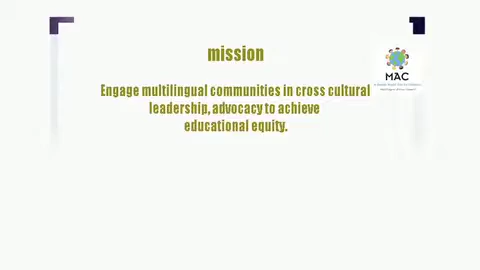 mission
Engage multilingual communities in cross cultural
leadership, advocacy to achieve
educational equity.
MAC